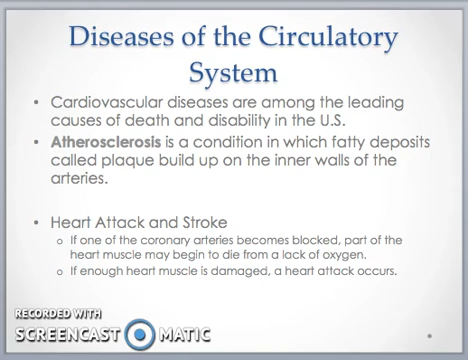 Diseases of the Circulatory
System
• Cardiovascular diseases are among the leading
causes of death and disability in the U.S.
• Atherosclerosis is a condition in which fatty deposits
called plaque build up on the inner walls of the
arteries.
• Heart Attack and Stroke
o If one of the coronary arteries becomes blocked, part of the
heart muscle may begin to die from a lack of oxygen.
o If enough heart muscle is damaged, a heart attack occurs.
RECORDED WITH
SCREENCAST MATIC